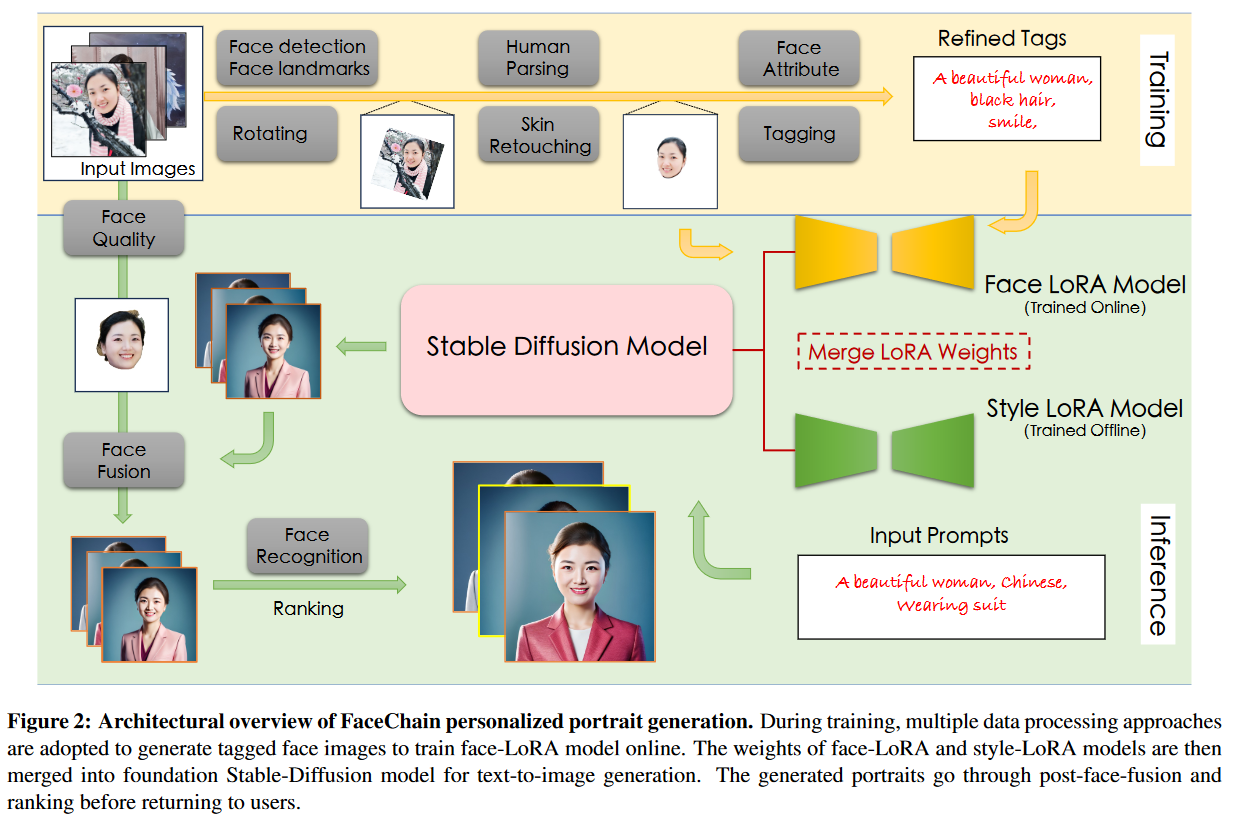 Face detection
Face landmarks
Human
Parsing
Face
Attribute
Refined Tags
A beautiful woman,
black hair,
smile,
Training
Rotating
Skin
Retouching
Tagging
Input Images
Face
Quality
Stable Diffusion Model
Face LoRA Model
(Trained Online)
Merge LoRA Weights
Style LoRA Model
(Trained Offline)
Face
Fusion
Face
Recognition
Ranking
Input Prompts
A beautiful woman, Chinese,
Wearing suit
Inference
Figure 2: Architectural overview of FaceChain personalized portrait generation. During training, multiple data processing approaches
are adopted to generate tagged face images to train face-LoRA model online. The weights of face-LoRA and style-LoRA models are then
merged into foundation Stable-Diffusion model for text-to-image generation. The generated portraits go through post-face-fusion and
ranking before returning to users.